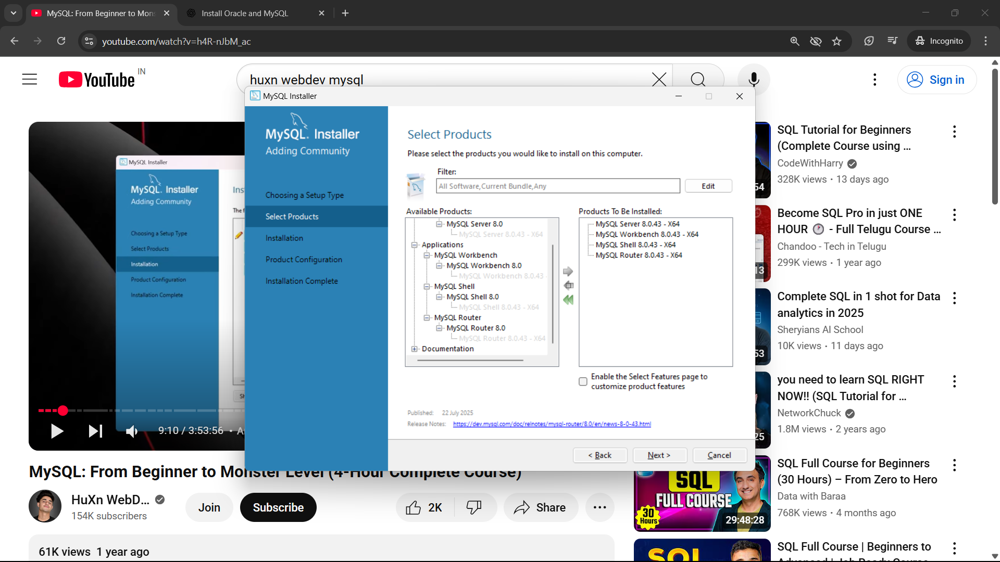 MySQL: From Beginner to Mons
Install Oracle and MySQL
youtube.com/watch?v=h4R-nJbM_ac
Incognito
YouTube IN
huxn webdev mysql
Sign in
MySQL Installer
MySQL. Installer
Adding Community
Choosing a Setup Type
Select Products
Installation
Product Configuration
Installation Complete
Select Products
Please select the products you would like to install on this computer.
Filter:
All Software,Current Bundle,Any
Edit
Available Products:
MySQL Server 8.0
MySQL Server 8.0.43 - X64
Applications
MySQL Workbench
MySQL Workbench 8.0
MySQL Workbench 8.0.43 -
MySQL Shell
MySQL Shell 8.0
MySQL Shell 8.0.43 - X64
MySQL Router
MySQL Router 8.0
MySQL Router 8.0.43 - X64
Documentation
Products To Be Installed:
MySQL Server 8.0.43 - X64
MySQL Workbench 8.0.43 - X64
MySQL Shell 8.0.43 - X64
MySQL Router 8.0.43 - X64
Enable the Select Features page to
customize product features
Published: 22 July 2025
Release Notes: https://dev.mysql.com/doc/relnotes/mysql-router/8.0/en/news-8-0-43.html
< Back
Next >
Cancel
MySQL Installer
MySQL. Installer
Adding Community
Choosing a Setup Type
Select Products
Installation
Product Configuration
Installation Complete
Ins
The f
9:10 / 3:53:56
MySQL: From Beginner to Monster Level (4-Hour Complete Course)
HuXn WebD...
154K subscribers
Join
Subscribe
2K
Share
61K views 1 year ago
54
SQL Tutorial for Beginners
(Complete Course using ...
CodeWithHarry
328K views • 13 days ago
13
Become SQL Pro in just ONE
HOUR - Full Telugu Course ...
Chandoo - Tech in Telugu
299K views • 1 year ago
53
Complete SQL in 1 shot for Data
analytics in 2025
Sheryians AI School
10K views • 11 days ago
25
you need to learn SQL RIGHT
NOW!! (SQL Tutorial for ...
NetworkChuck
1.8M views • 2 years ago
SQL
FULL COURSE
30
Hours
29:48:28
SQL Full Course for Beginners
(30 Hours) – From Zero to Hero
Data with Baraa
768K views • 4 months ago
SQL
SQL Full Course | Beginners to
Advanced | Job Ready Course